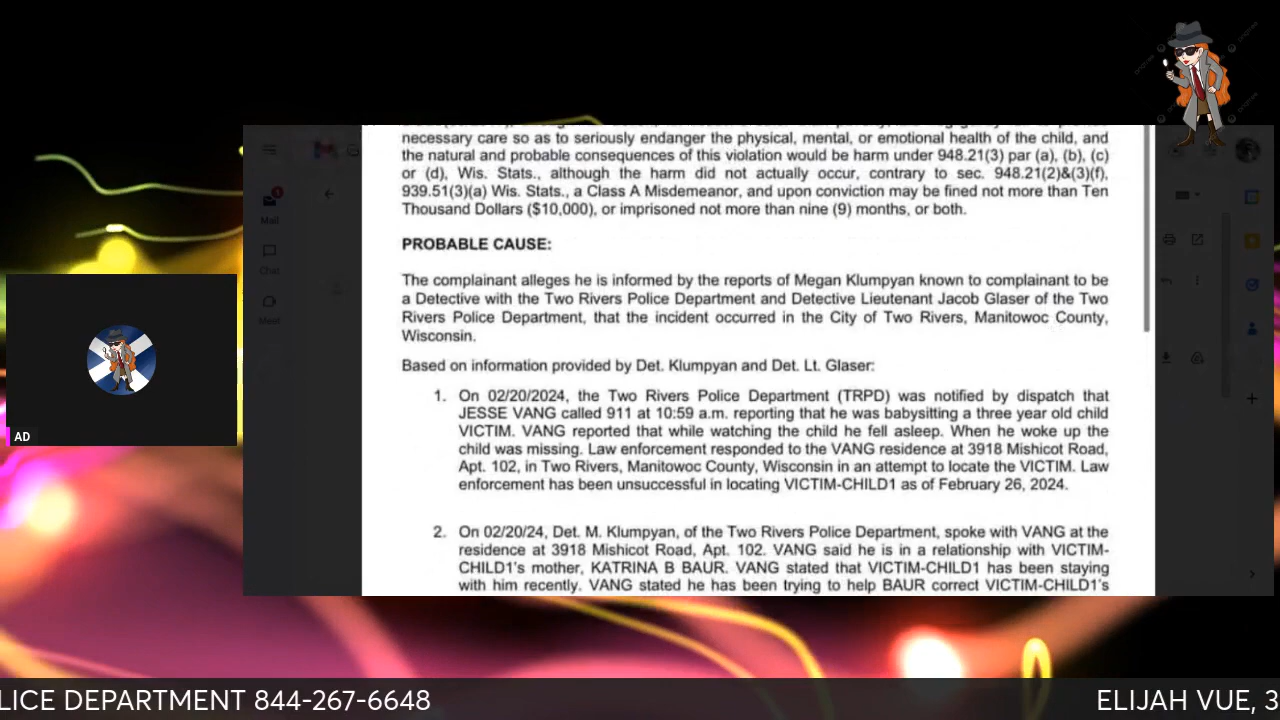 necessary care so as to seriously endanger the physical, mental, or emotional health of the child, and
the natural and probable consequences of this violation would be harm under 948.21(3) par (a), (b), (c)
or (d), Wis. Stats., although the harm did not actually occur, contrary to sec. 948.21(2)&(3)(f),
939.51(3)(a) Wis. Stats., a Class A Misdemeanor, and upon conviction may be fined not more than Ten
Thousand Dollars ($10,000), or imprisoned not more than nine (9) months, or both.
PROBABLE CAUSE:
The complainant alleges he is informed by the reports of Megan Klumpyan known to complainant to be
a Detective with the Two Rivers Police Department and Detective Lieutenant Jacob Glaser of the Two
Rivers Police Department, that the incident occurred in the City of Two Rivers, Manitowoc County,
Wisconsin.
Based on information provided by Det. Klumpyan and Det. Lt. Glaser:
1. On 02/20/2024, the Two Rivers Police Department (TRPD) was notified by dispatch that
JESSE VANG called 911 at 10:59 a.m. reporting that he was babysitting a three year old child
VICTIM. VANG reported that while watching the child he fell asleep. When he woke up the
child was missing. Law enforcement responded to the VANG residence at 3918 Mishicot Road,
Apt. 102, in Two Rivers, Manitowoc County, Wisconsin in an attempt to locate the VICTIM. Law
enforcement has been unsuccessful in locating VICTIM-CHILD1 as of February 26, 2024.
2. On 02/20/24, Det. M. Klumpyan, of the Two Rivers Police Department, spoke with VANG at the
residence at 3918 Mishicot Road, Apt. 102. VANG said he is in a relationship with VICTIM-
CHILD1's mother, KATRINA B BAUR. VANG stated that VICTIM-CHILD1 has been staying
with him recently. VANG stated he has been trying to help BAUR correct VICTIM-CHILD1's
Mail
Chat
Meet
AD
LICE DEPARTMENT 844-267-6648
ELIJAH VUE, 3